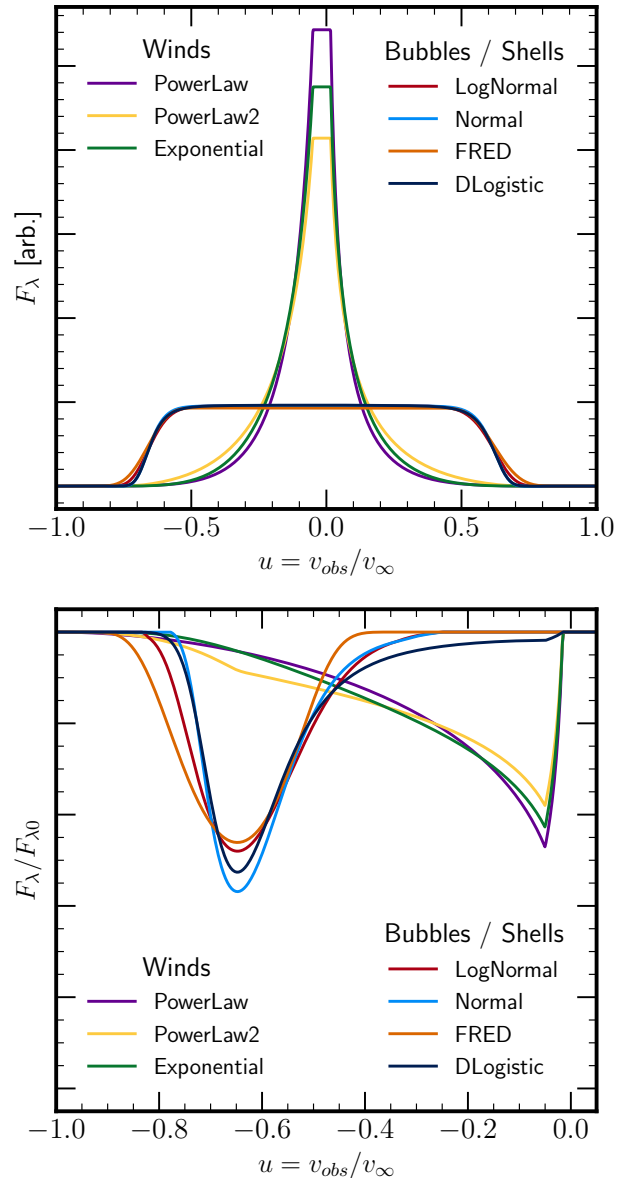 Winds
PowerLaw
PowerLaw2
Exponential
Bubbles / Shells
LogNormal
Normal
FRED
DLogistic
F_λ [arb.]
−1.0 −0.5 0.0 0.5 1.0
u = v_obs/v_∞
F_λ/F_λ0
Winds
PowerLaw
PowerLaw2
Exponential
Bubbles / Shells
LogNormal
Normal
FRED
DLogistic
−1.0 −0.8 −0.6 −0.4 −0.2 0.0
u = v_obs/v_∞